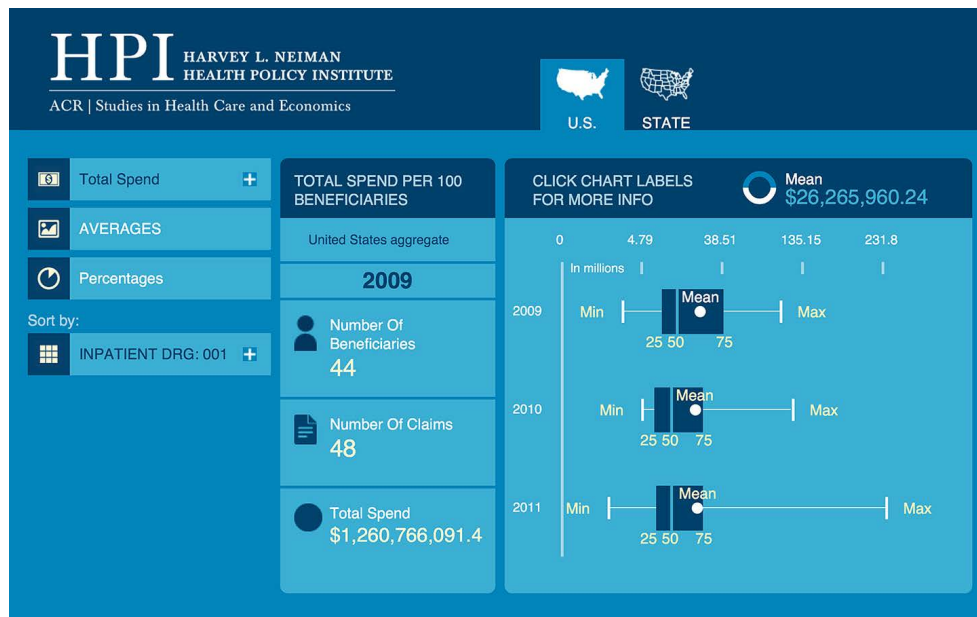 HPI
HARVEY L. NEIMAN
HEALTH POLICY INSTITUTE
ACR | Studies in Health Care and Economics
U.S.
STATE
Total Spend
AVERAGES
Percentages
Sort by:
INPATIENT DRG: 001
TOTAL SPEND PER 100
BENEFICIARIES
United States aggregate
2009
Number Of
Beneficiaries
44
Number Of Claims
48
Total Spend
$1,260,766,091.4
CLICK CHART LABELS
FOR MORE INFO
Mean
$26,265,960.24
0 4.79 38.51 135.15 231.8
In millions
2009 Min Mean Max
25 50 75
2010 Min Mean Max
25 50 75
2011 Min Mean Max
25 50 75